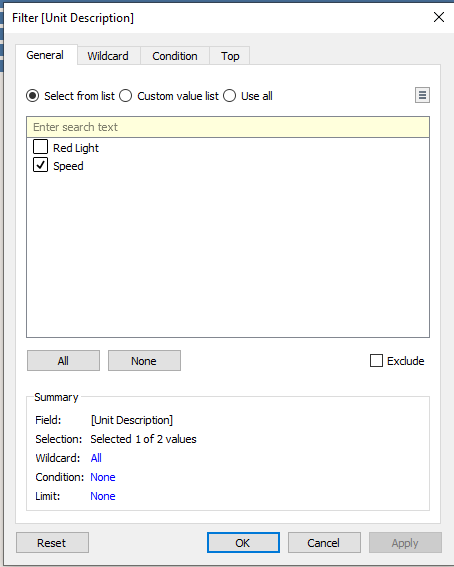 Filter [Unit Description]
General Wildcard Condition Top
Select from list Custom value list Use all
Enter search text
Red Light
Speed
All None Exclude
Summary
Field: [Unit Description]
Selection: Selected 1 of 2 values
Wildcard: All
Condition: None
Limit: None
Reset OK Cancel Apply